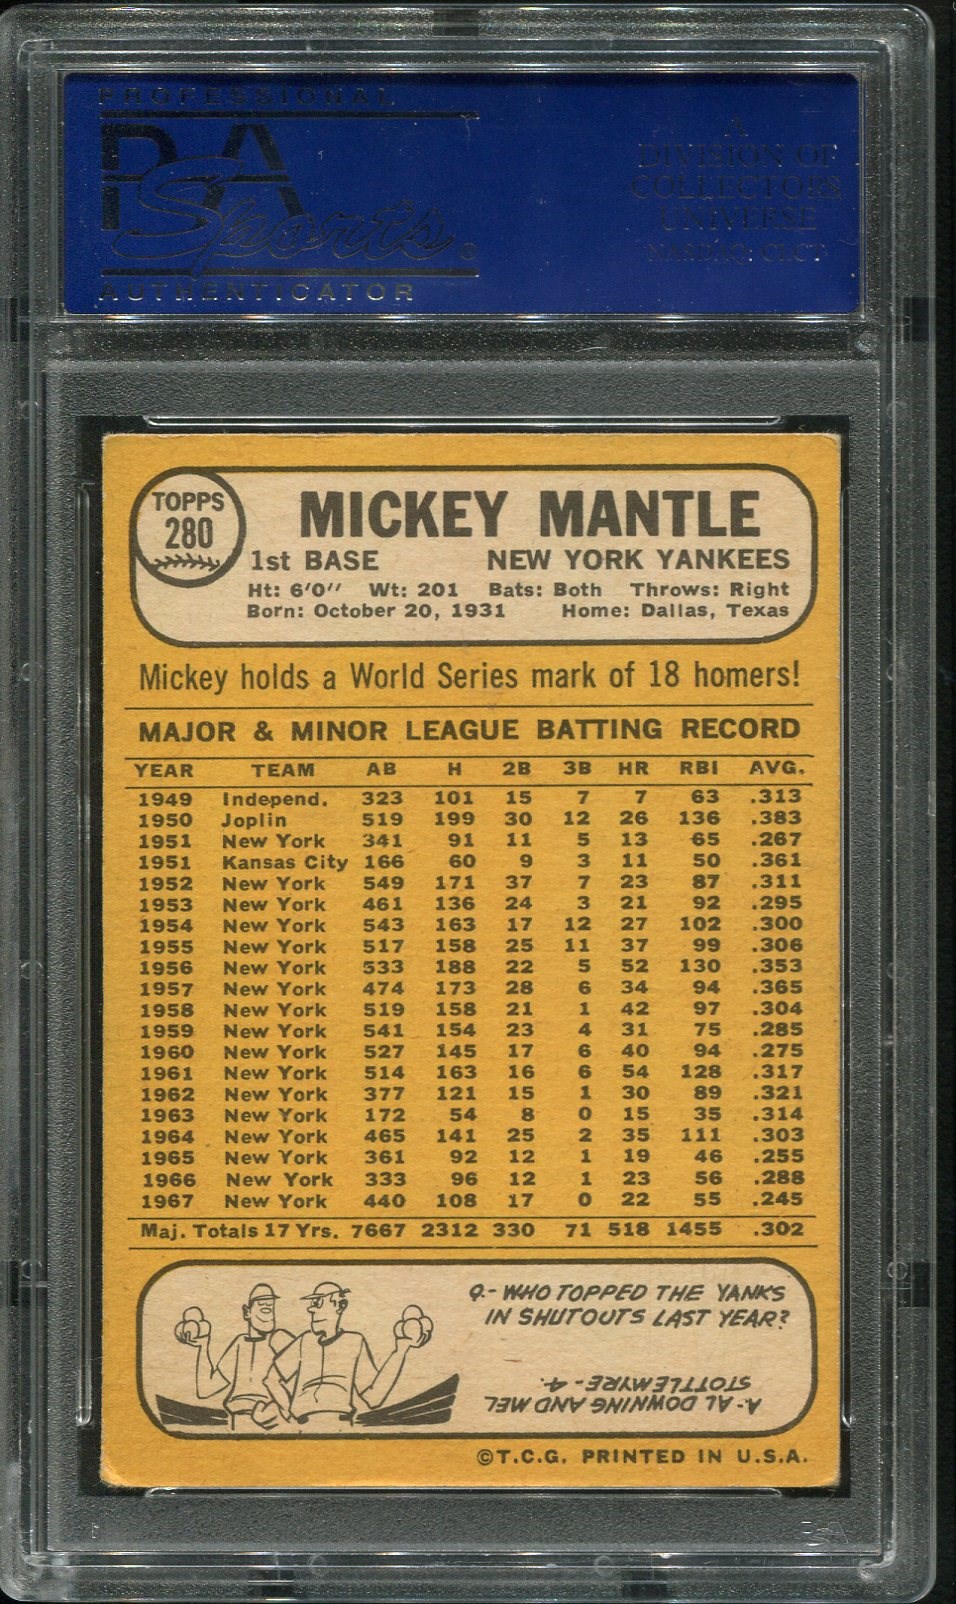 PROFESSIONAL
PSA
Sports
AUTHENTICATOR
A
DIVISION OF
COLLECTORS
UNIVERSE
NASDAQ: CLCT
TOPPS
280
MICKEY MANTLE
1st BASE NEW YORK YANKEES
Ht: 6'0'' Wt: 201 Bats: Both Throws: Right
Born: October 20, 1931 Home: Dallas, Texas
Mickey holds a World Series mark of 18 homers!
MAJOR & MINOR LEAGUE BATTING RECORD
YEAR TEAM AB H 2B 3B HR RBI AVG.
1949 Independ. 323 101 15 7 7 63 .313
1950 Joplin 519 199 30 12 26 136 .383
1951 New York 341 91 11 5 13 65 .267
1951 Kansas City 166 60 9 3 11 50 .361
1952 New York 549 171 37 7 23 87 .311
1953 New York 461 136 24 3 21 92 .295
1954 New York 543 163 17 12 27 102 .300
1955 New York 517 158 25 11 37 99 .306
1956 New York 533 188 22 5 52 130 .353
1957 New York 474 173 28 6 34 94 .365
1958 New York 519 158 21 1 42 97 .304
1959 New York 541 154 23 4 31 75 .285
1960 New York 527 145 17 6 40 94 .275
1961 New York 514 163 16 6 54 128 .317
1962 New York 377 121 15 1 30 89 .321
1963 New York 172 54 8 0 15 35 .314
1964 New York 465 141 25 2 35 111 .303
1965 New York 361 92 12 1 19 46 .255
1966 New York 333 96 12 1 23 56 .288
1967 New York 440 108 17 0 22 55 .245
Maj. Totals 17 Yrs. 7667 2312 330 71 518 1455 .302
Q.- WHO TOPPED THE YANKS
IN SHUTOUTS LAST YEAR?
A.- AL DOWNING AND MEL
STOTTLEMYRE - 4.
©T.C.G. PRINTED IN U.S.A.
PSA